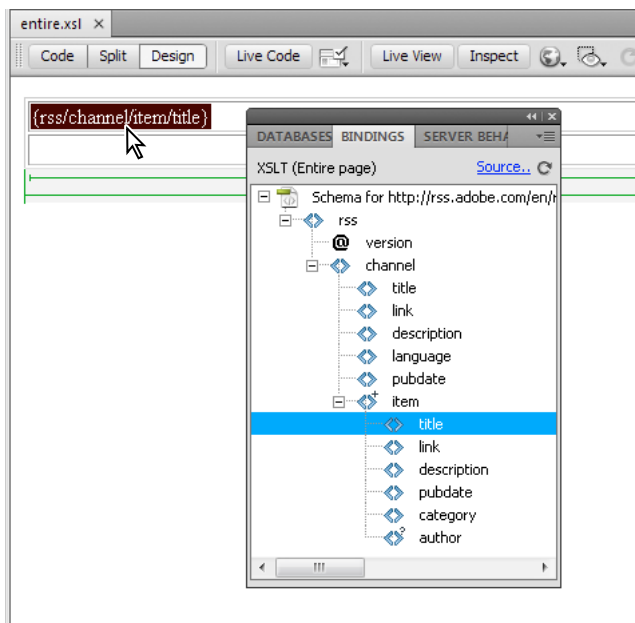 entire.xsl ×
Code Split Design Live Code Live View Inspect
{rss/channel/item/title}
DATABASES BINDINGS SERVER BEHA
XSLT (Entire page) Source..
Schema for http://rss.adobe.com/en/r
rss
@ version
channel
title
link
description
language
pubdate
item
title
link
description
pubdate
category
author